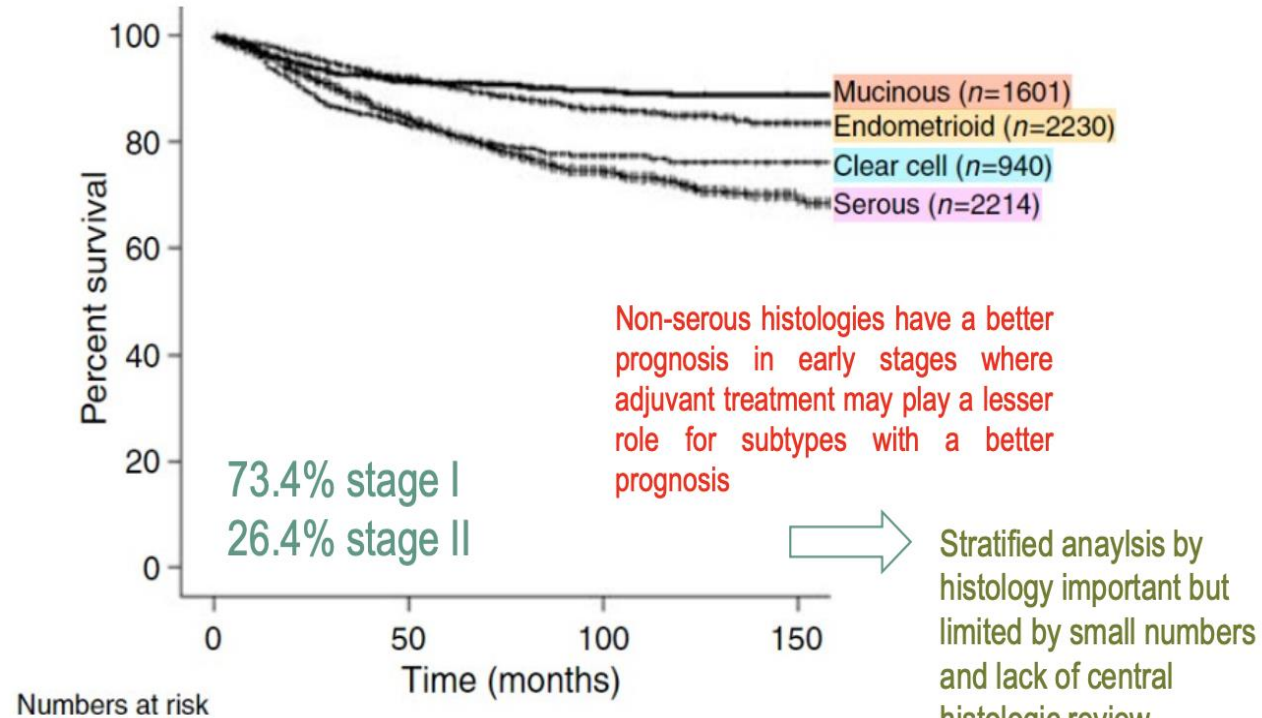 100
80
60
40
20
0
Percent survival
Mucinous (n=1601)
Endometrioid (n=2230)
Clear cell (n=940)
Serous (n=2214)
Non-serous histologies have a better
prognosis in early stages where
adjuvant treatment may play a lesser
role for subtypes with a better
prognosis
73.4% stage I
26.4% stage II
Stratified anaylsis by
histology important but
limited by small numbers
and lack of central
histologic review
0
50
100
150
Time (months)
Numbers at risk